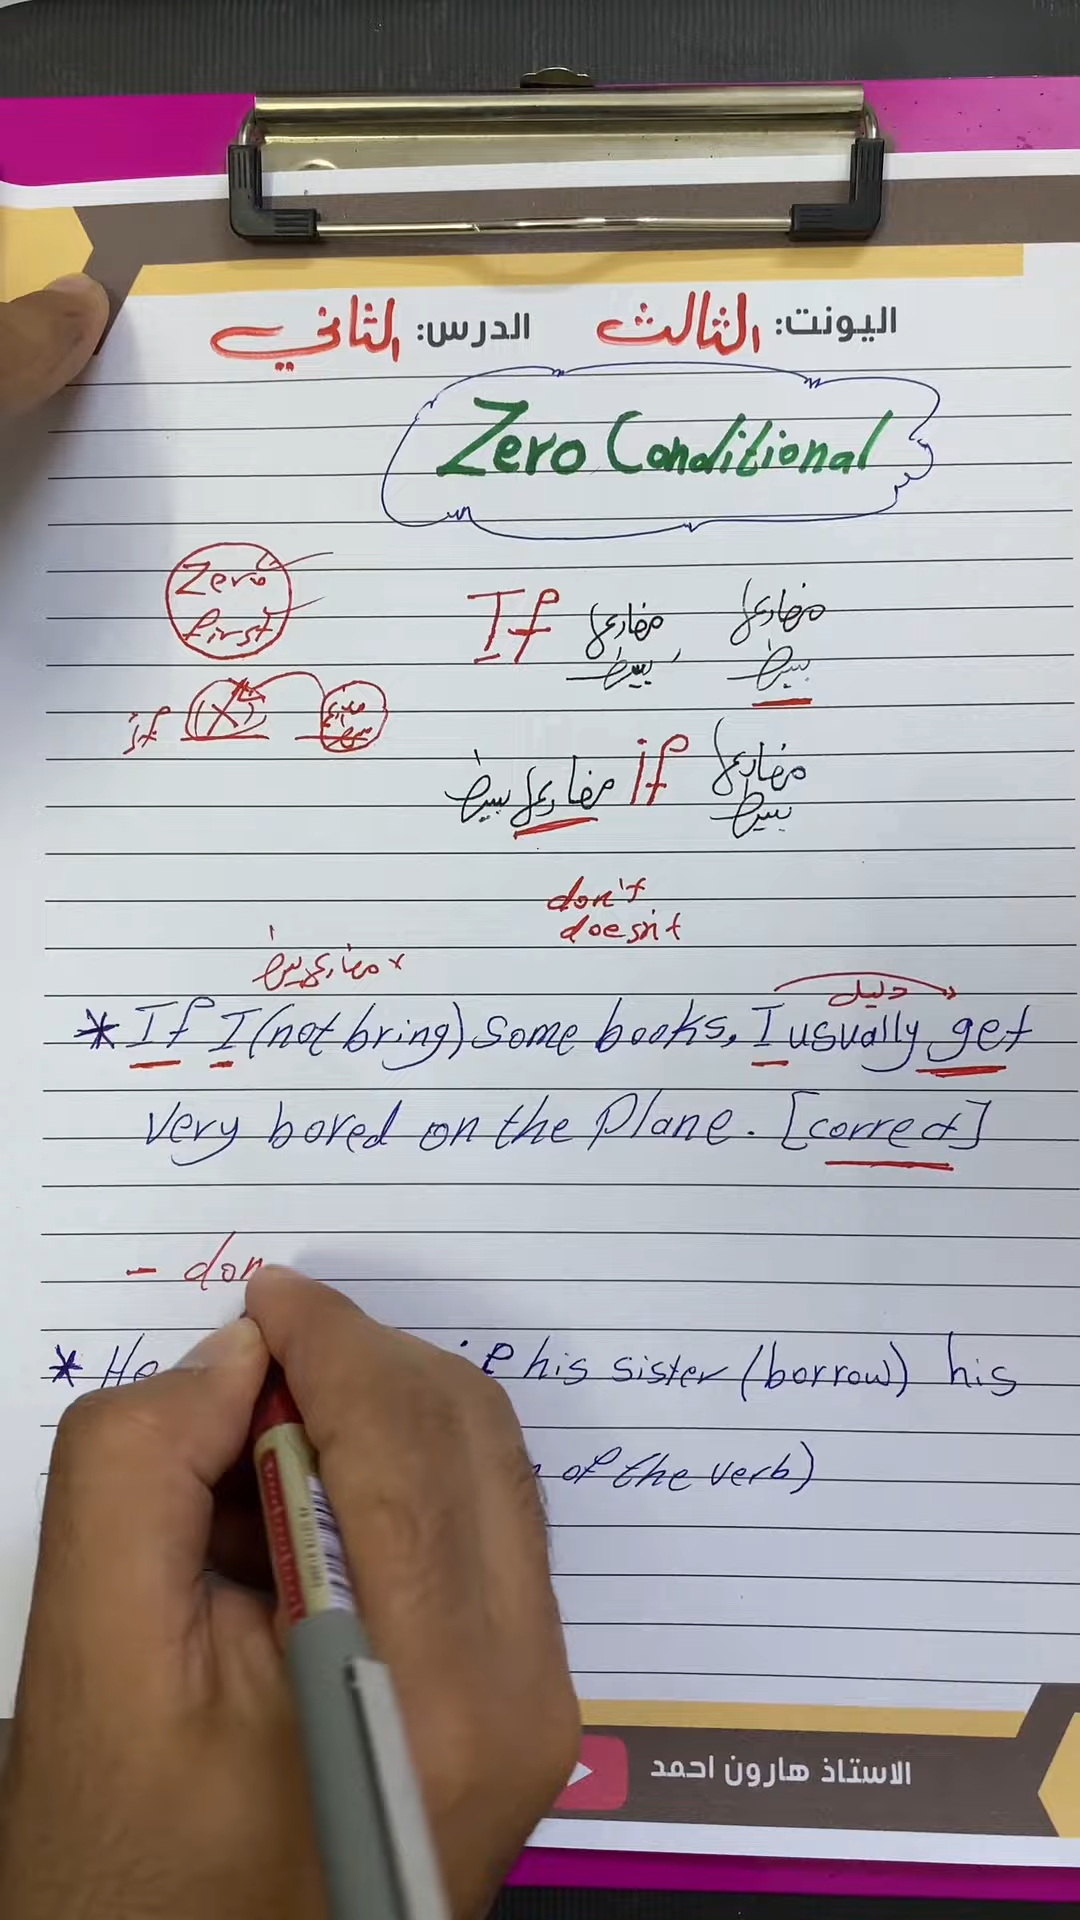 اليونت: الثالث الدرس: الثاني
Zero Conditional
Zero
first
If مضارع بسيط, مضارع بسيط
if (X)
مضارع بسيط if مضارع بسيط
don't
doesn't
مضارع بسيط x
دليل
* If I (not bring) some books, I usually get
very bored on the Plane. [correct]
- don
* He his sister (borrow) his
of the verb)
الاستاذ هارون احمد